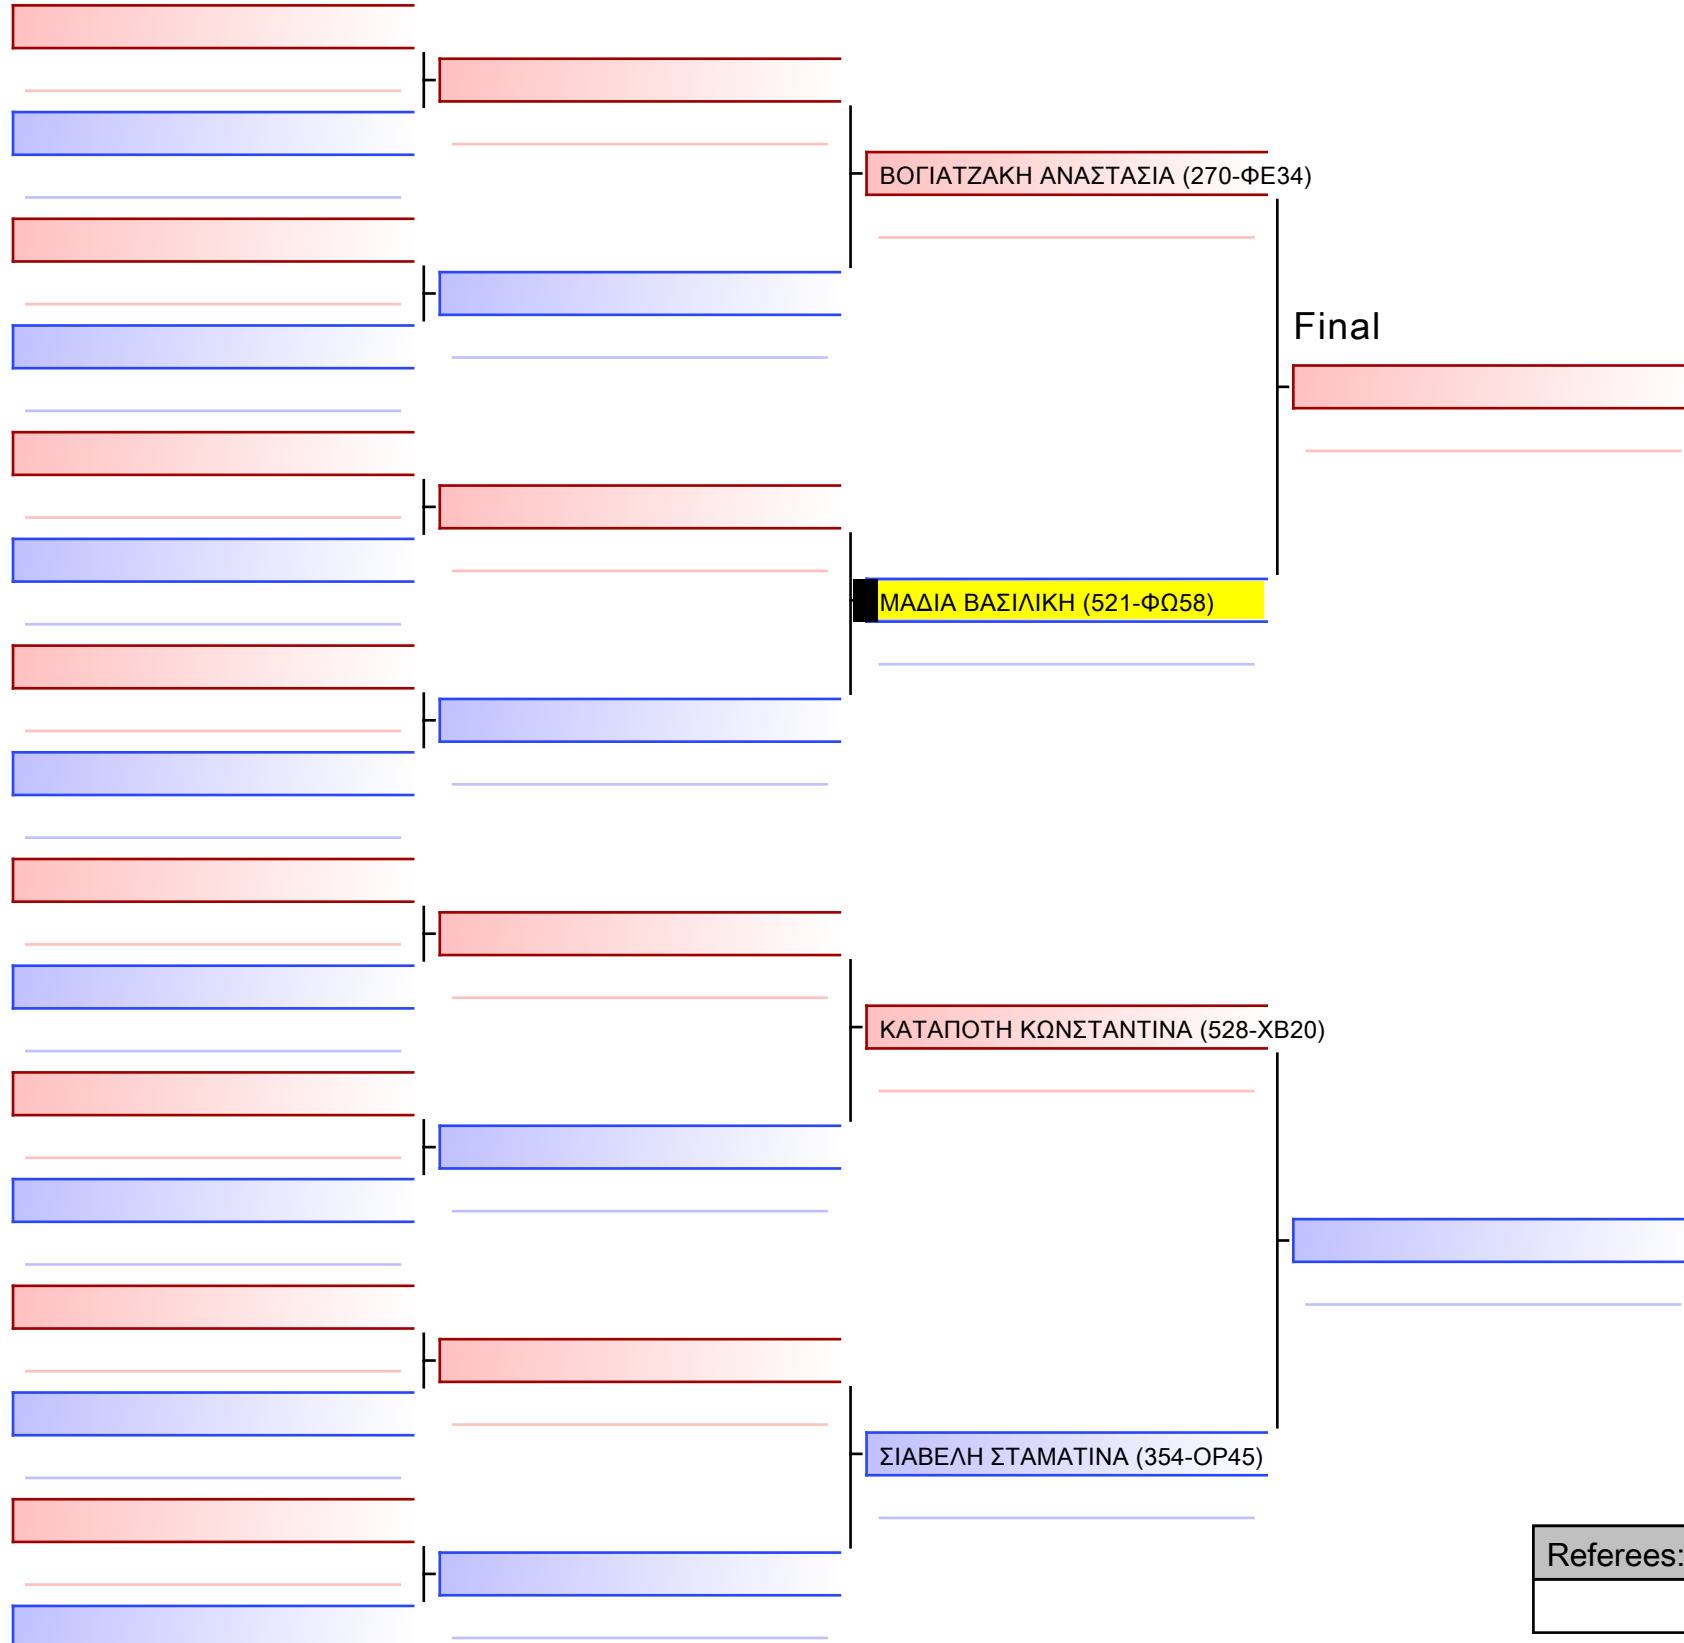 ΒΟΓΙΑΤΖΑΚΗ ΑΝΑΣΤΑΣΙΑ (270-ΦΕ34)
Final
ΜΑΔΙΑ ΒΑΣΙΛΙΚΗ (521-ΦΩ58)
ΚΑΤΑΠΟΤΗ ΚΩΝΣΤΑΝΤΙΝΑ (528-ΧΒ20)
ΣΙΑΒΕΛΗ ΣΤΑΜΑΤΙΝΑ (354-ΟΡ45)
Referees: